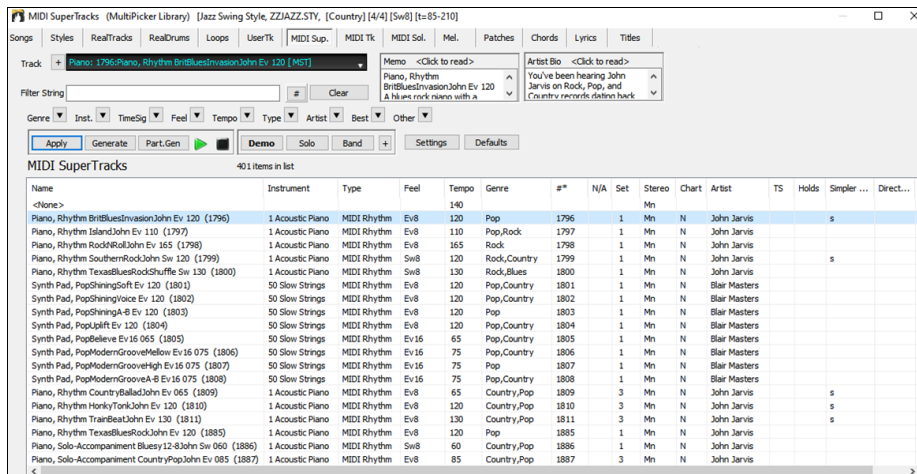 MIDI SuperTracks (MultiPicker Library) [Jazz Swing Style, ZZJAZZ.STY, [Country] [4/4] [Sw8] [t=85-210]
Songs Styles RealTracks RealDrums Loops UserTk MIDI Sup. MIDI Tk MIDI Sol. Mel. Patches Chords Lyrics Titles
Track + Piano: 1796:Piano, Rhythm BritBluesInvasionJohn Ev 120 [MST]
Memo <Click to read>
Piano, Rhythm
BritBluesInvasionJohn Ev 120
A blues rock piano with a
Artist Bio <Click to read>
You've been hearing John
Jarvis on Rock, Pop, and
Country records dating back
Filter String # Clear
Genre Inst. TimeSig Feel Tempo Type Artist Best Other
Apply Generate Part.Gen Demo Solo Band + Settings Defaults
MIDI SuperTracks 401 items in list
Name Instrument Type Feel Tempo Genre #* N/A Set Stereo Chart Artist TS Holds Simpler ... Direct...
<None> 140 Mn
Piano, Rhythm BritBluesInvasionJohn Ev 120 (1796) 1 Acoustic Piano MIDI Rhythm Ev8 120 Pop 1796 1 Mn N John Jarvis s
Piano, Rhythm IslandJohn Ev 110 (1797) 1 Acoustic Piano MIDI Rhythm Ev8 110 Pop,Rock 1797 1 Mn N John Jarvis
Piano, Rhythm RockNRollJohn Ev 165 (1798) 1 Acoustic Piano MIDI Rhythm Ev8 165 Rock 1798 1 Mn N John Jarvis
Piano, Rhythm SouthernRockJohn Sw 120 (1799) 1 Acoustic Piano MIDI Rhythm Sw8 120 Rock,Country 1799 1 Mn N John Jarvis s
Piano, Rhythm TexasBluesRockShuffle Sw 130 (1800) 1 Acoustic Piano MIDI Rhythm Sw8 130 Rock,Blues 1800 1 Mn N John Jarvis
Synth Pad, PopShiningSoft Ev 120 (1801) 50 Slow Strings MIDI Rhythm Ev8 120 Pop,Country 1801 1 Mn N Blair Masters
Synth Pad, PopShiningVoice Ev 120 (1802) 50 Slow Strings MIDI Rhythm Ev8 120 Pop,Country 1802 1 Mn N Blair Masters
Synth Pad, PopShiningA-B Ev 120 (1803) 50 Slow Strings MIDI Rhythm Ev8 120 Pop 1803 1 Mn N Blair Masters
Synth Pad, PopUplift Ev 120 (1804) 50 Slow Strings MIDI Rhythm Ev8 120 Pop,Country 1804 1 Mn N Blair Masters
Synth Pad, PopBelieve Ev16 065 (1805) 50 Slow Strings MIDI Rhythm Ev16 65 Pop,Country 1805 1 Mn N Blair Masters
Synth Pad, PopModernGrooveMellow Ev16 075 (1806) 50 Slow Strings MIDI Rhythm Ev16 75 Pop,Country 1806 1 Mn N Blair Masters
Synth Pad, PopModernGrooveHigh Ev16 075 (1807) 50 Slow Strings MIDI Rhythm Ev16 75 Pop 1807 1 Mn N Blair Masters
Synth Pad, PopModernGrooveA-B Ev16 075 (1808) 50 Slow Strings MIDI Rhythm Ev16 75 Pop,Country 1808 1 Mn N Blair Masters
Piano, Rhythm CountryBalladJohn Ev 065 (1809) 1 Acoustic Piano MIDI Rhythm Ev8 65 Country,Pop 1809 3 Mn N John Jarvis s
Piano, Rhythm HonkyTonkJohn Ev 120 (1810) 1 Acoustic Piano MIDI Rhythm Ev8 120 Country,Pop 1810 3 Mn N John Jarvis s
Piano, Rhythm TrainBeatJohn Ev 130 (1811) 1 Acoustic Piano MIDI Rhythm Ev8 130 Country,Pop 1811 3 Mn N John Jarvis s
Piano, Rhythm TexasBluesRockJohn Ev 120 (1885) 1 Acoustic Piano MIDI Rhythm Ev8 120 Pop 1885 1 Mn N John Jarvis
Piano, Solo-Accompaniment Bluesy12-8John Sw 060 (1886) 1 Acoustic Piano MIDI Rhythm Sw8 60 Country,Pop 1886 1 Mn N John Jarvis
Piano, Solo-Accompaniment CountryPopJohn Ev 085 (1887) 1 Acoustic Piano MIDI Rhythm Ev8 85 Country,Pop 1887 3 Mn N John Jarvis